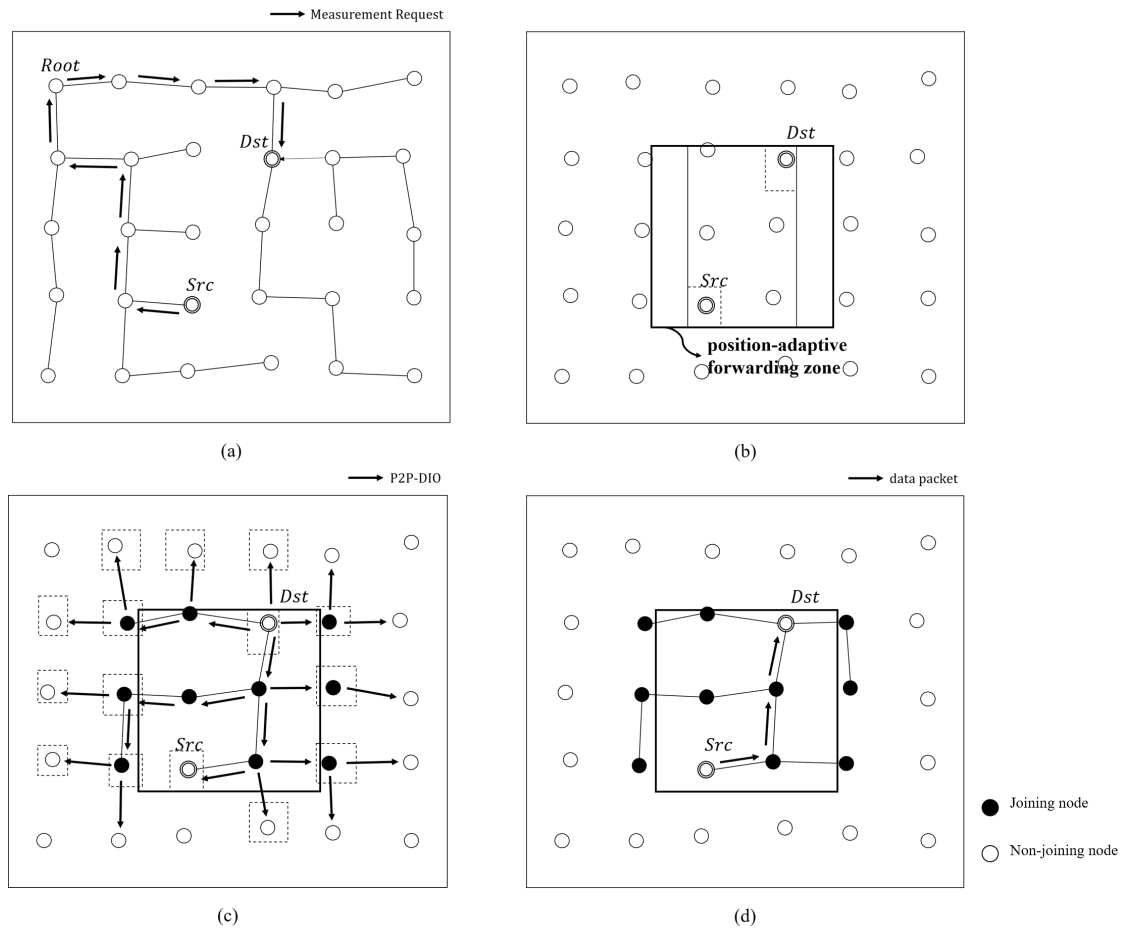 Measurement Request
Root
Dst
Src
(a)
Dst
Src
position-adaptive
forwarding zone
(b)
P2P-DIO
Dst
Src
(c)
data packet
Dst
Src
Joining node
Non-joining node
(d)